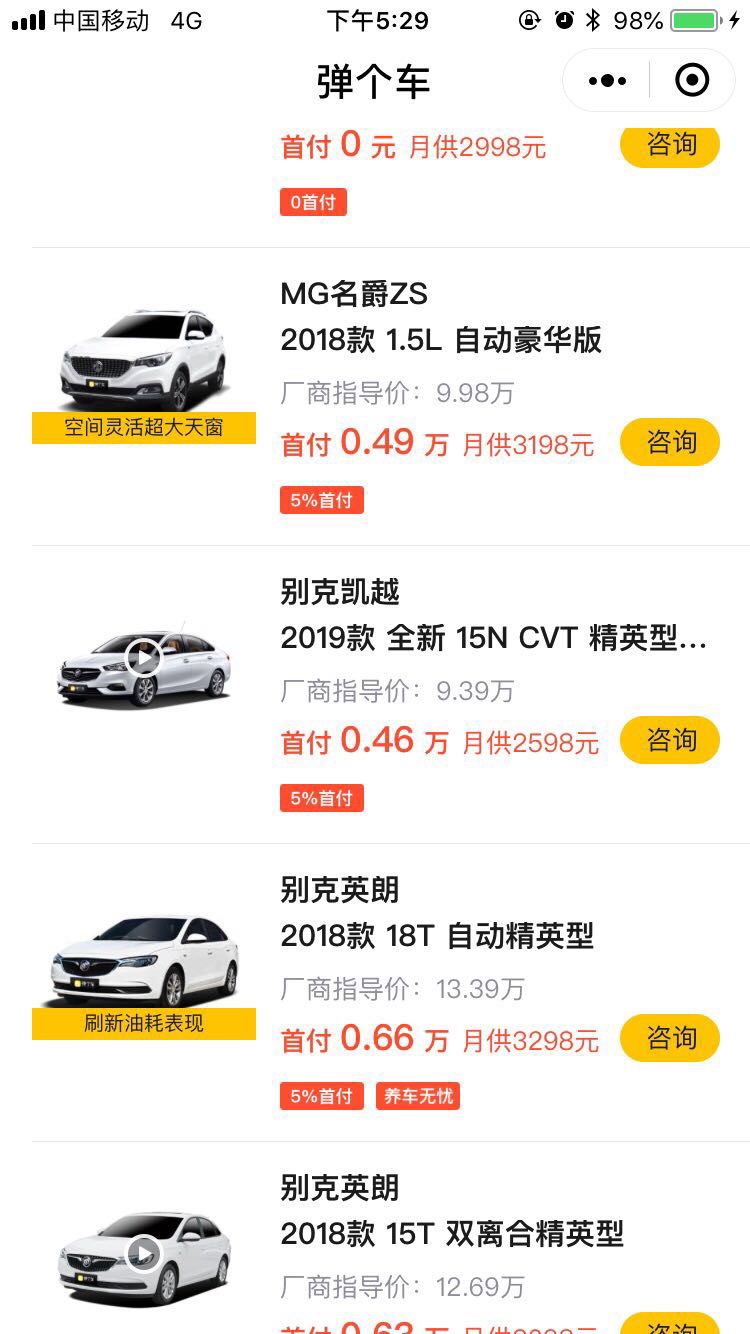 中国移动 4G 下午5:29 98%
弹个车
首付 0 元 月供2998元 咨询
0首付
MG名爵ZS
2018款 1.5L 自动豪华版
厂商指导价：9.98万
空间灵活超大天窗
首付 0.49 万 月供3198元 咨询
5%首付
别克凯越
2019款 全新 15N CVT 精英型...
厂商指导价：9.39万
首付 0.46 万 月供2598元 咨询
5%首付
别克英朗
2018款 18T 自动精英型
厂商指导价：13.39万
刷新油耗表现
首付 0.66 万 月供3298元 咨询
5%首付 养车无忧
别克英朗
2018款 15T 双离合精英型
厂商指导价：12.69万
首付 0.63 万 咨询